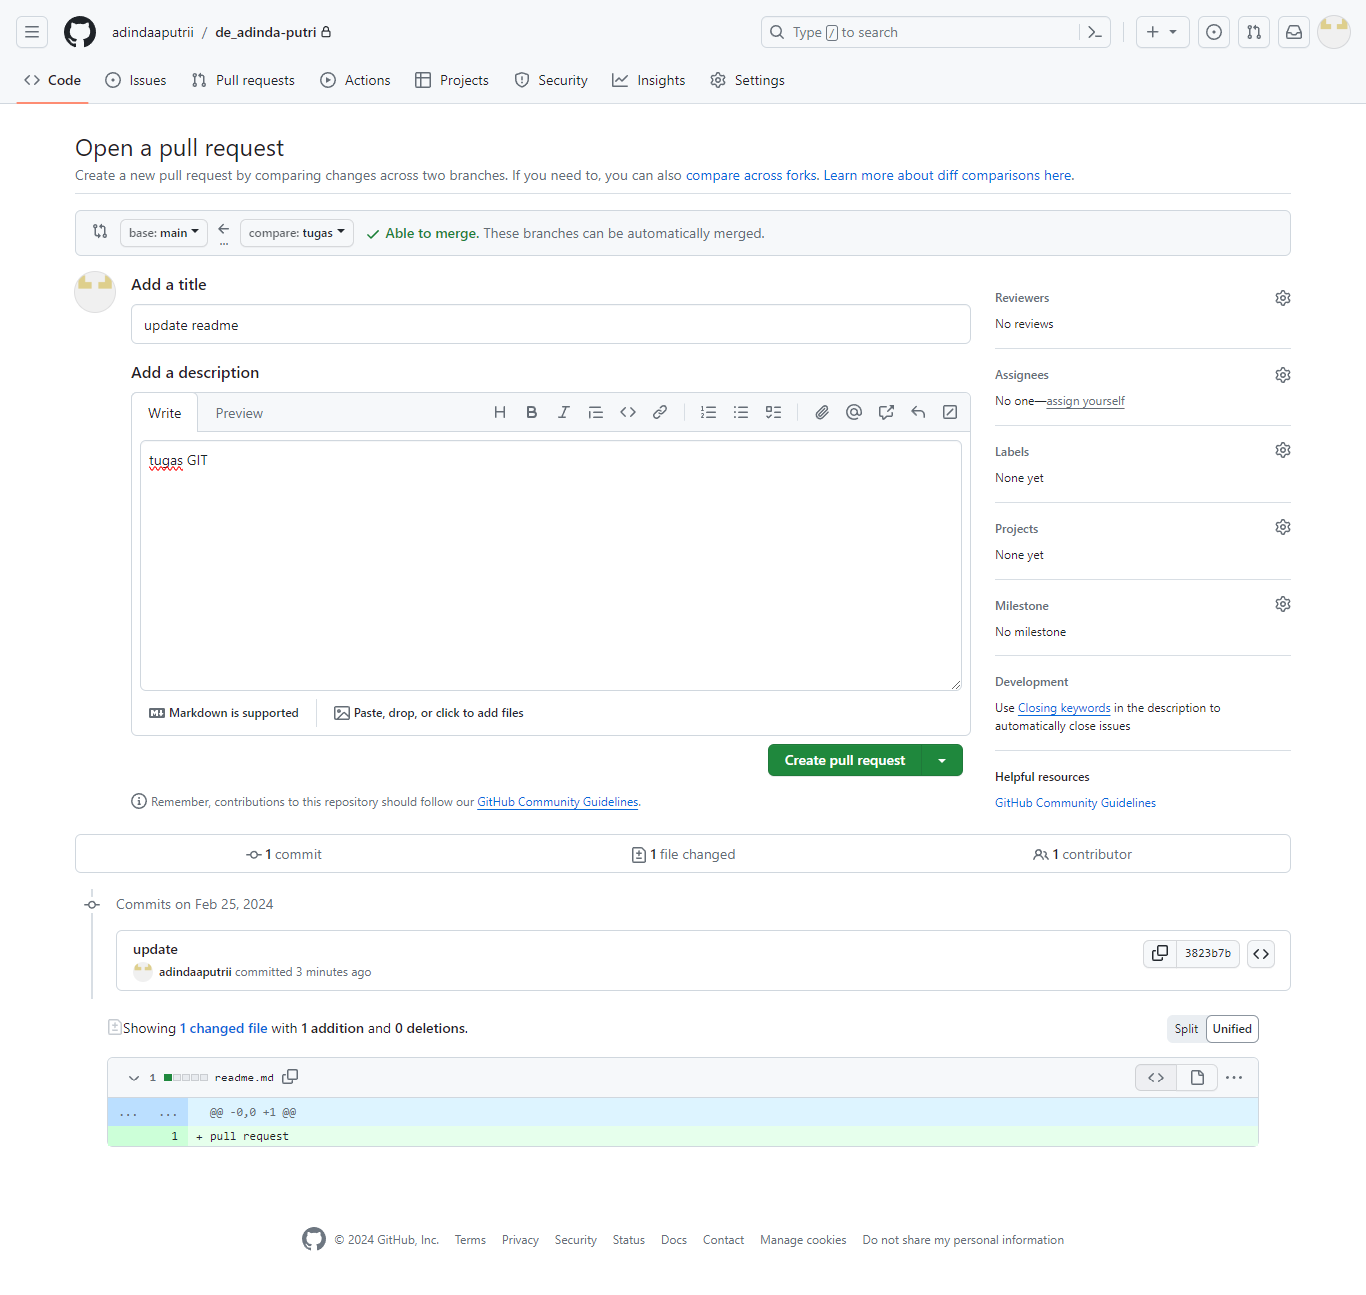 adindaaputrii / de_adinda-putri
Type / to search
Code Issues Pull requests Actions Projects Security Insights Settings
Open a pull request
Create a new pull request by comparing changes across two branches. If you need to, you can also compare across forks. Learn more about diff comparisons here.
base: main compare: tugas Able to merge. These branches can be automatically merged.
Add a title
update readme
Add a description
Write Preview
tugas GIT
Markdown is supported Paste, drop, or click to add files
Create pull request
Remember, contributions to this repository should follow our GitHub Community Guidelines.
Reviewers
No reviews
Assignees
No one—assign yourself
Labels
None yet
Projects
None yet
Milestone
No milestone
Development
Use Closing keywords in the description to
automatically close issues
Helpful resources
GitHub Community Guidelines
1 commit 1 file changed 1 contributor
Commits on Feb 25, 2024
update
adindaaputrii committed 3 minutes ago
3823b7b
Showing 1 changed file with 1 addition and 0 deletions.
Split Unified
1 readme.md
... ... @@ -0,0 +1 @@
1 + pull request
© 2024 GitHub, Inc. Terms Privacy Security Status Docs Contact Manage cookies Do not share my personal information